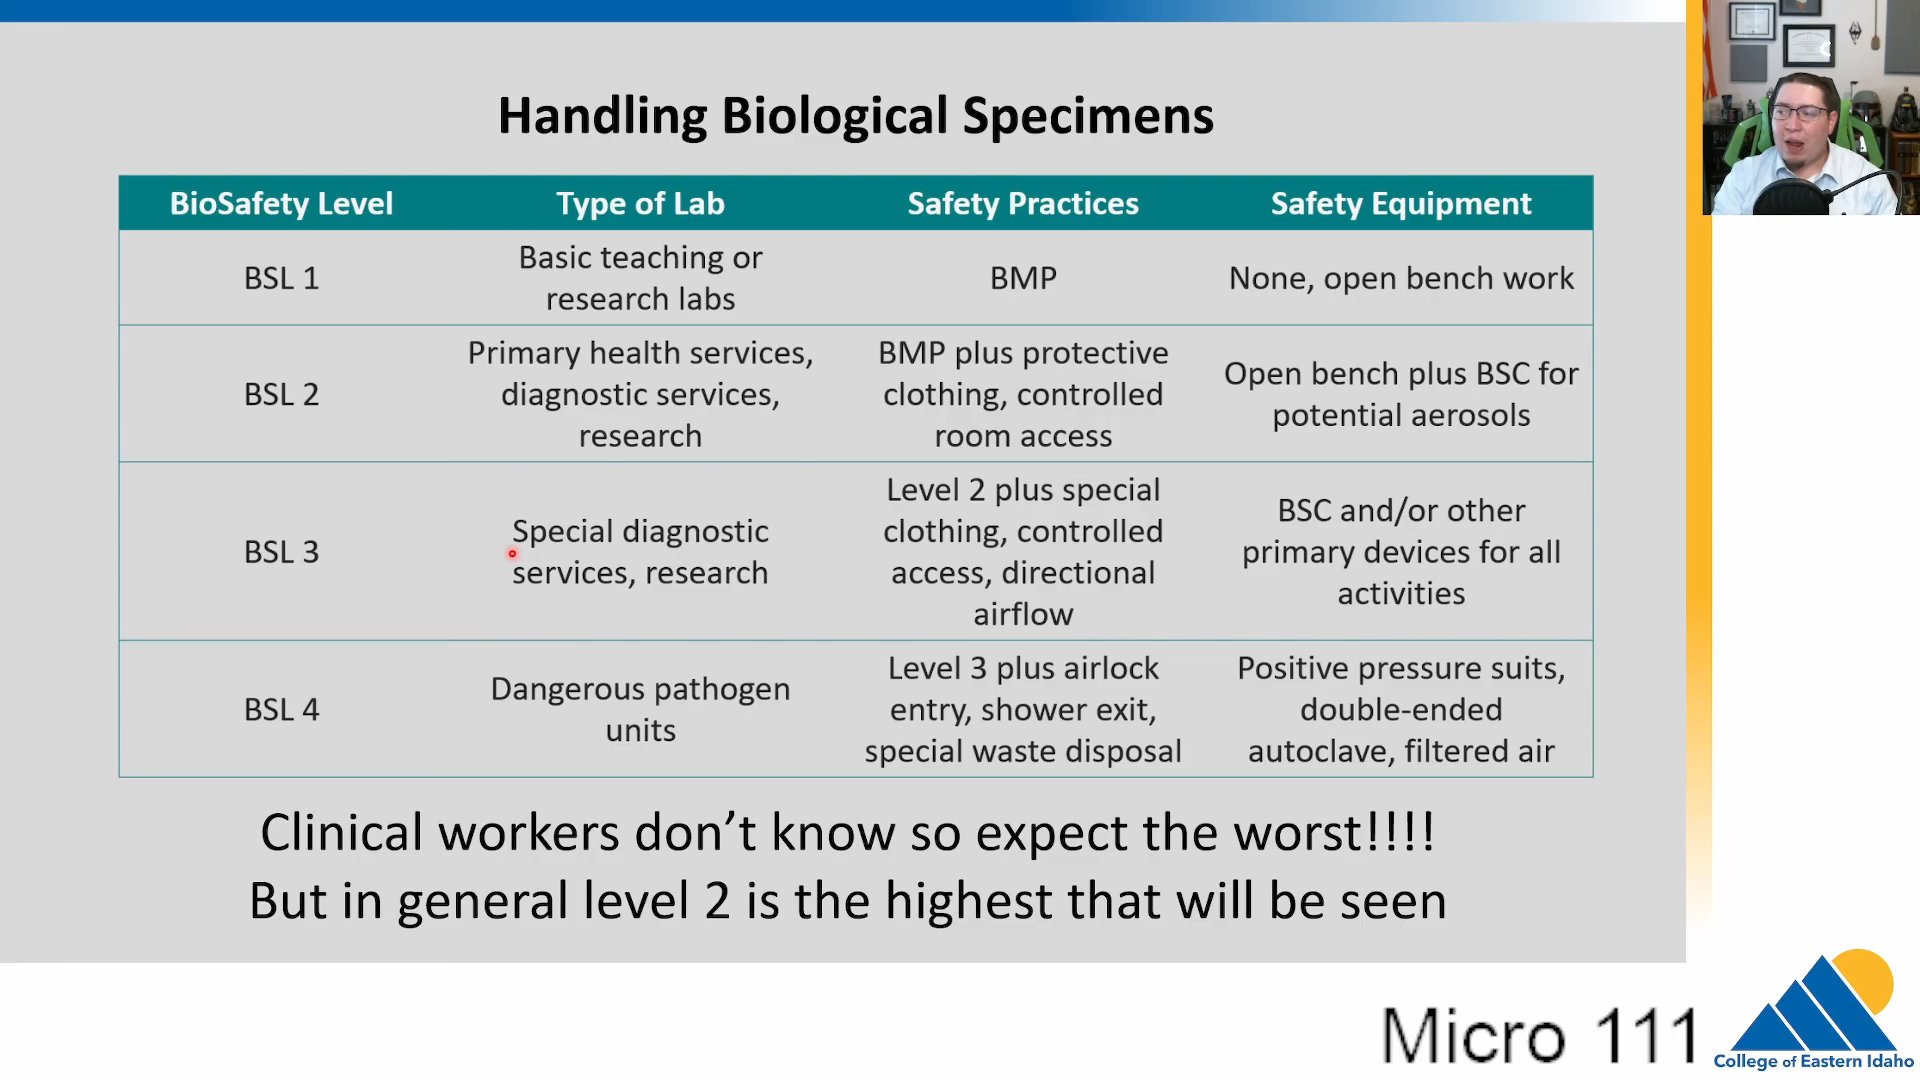 Handling Biological Specimens
BioSafety Level Type of Lab Safety Practices Safety Equipment
BSL 1
Basic teaching or
research labs
BMP
None, open bench work
BSL 2
Primary health services,
diagnostic services,
research
BMP plus protective
clothing, controlled
room access
Open bench plus BSC for
potential aerosols
BSL 3
Special diagnostic
services, research
Level 2 plus special
clothing, controlled
access, directional
airflow
BSC and/or other
primary devices for all
activities
BSL 4
Dangerous pathogen
units
Level 3 plus airlock
entry, shower exit,
special waste disposal
Positive pressure suits,
double-ended
autoclave, filtered air
Clinical workers don’t know so expect the worst!!!!
But in general level 2 is the highest that will be seen
Micro 111
College of Eastern Idaho